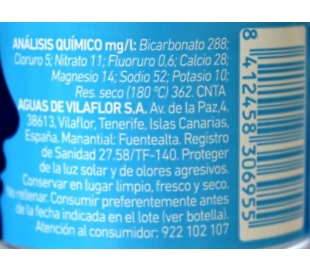 ANÁLISIS QUÍMICO mg/l: Bicarbonato 288;
Cloruro 5; Nitrato 11; Fluoruro 0,6; Calcio 28;
Magnesio 14; Sodio 52; Potasio 10;
Res. seco (180 °C) 362. CNTA
AGUAS DE VILAFLOR S.A. Av. de la Paz,4.
38613, Vilaflor, Tenerife, Islas Canarias,
España. Manantial: Fuentealta. Registro
de Sanidad 27.58/TF-140. Proteger
de la luz solar y de olores agresivos.
Conservar en lugar limpio, fresco y seco.
No rellenar. Consumir preferentemente antes
de la fecha indicada en el lote (ver botella).
Atención al consumidor: 922 102 107
8 412458 306955